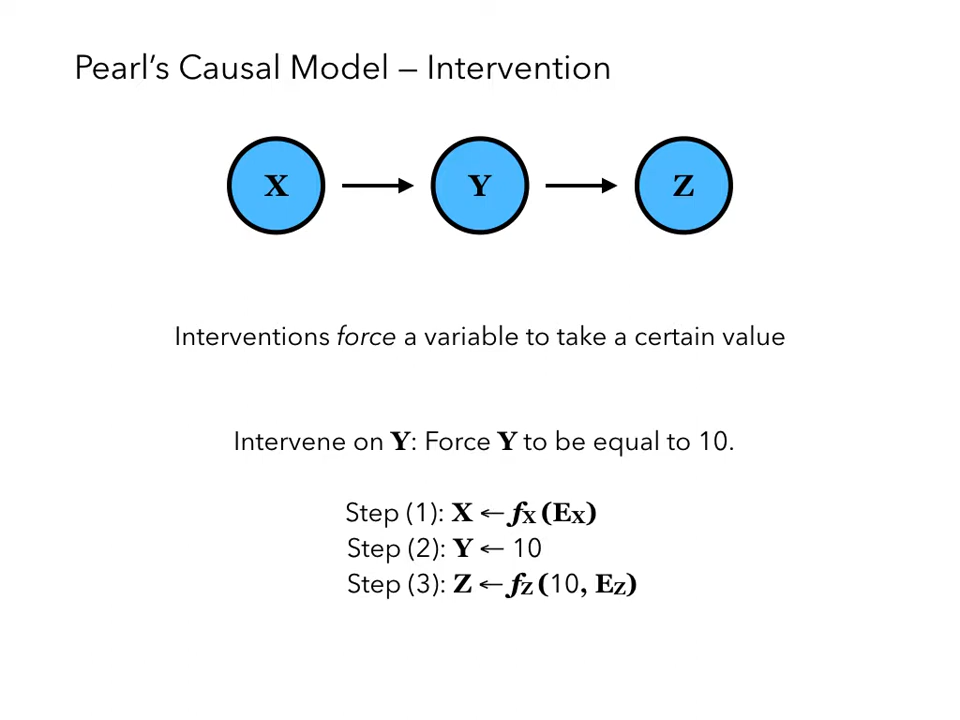 Pearl’s Causal Model — Intervention
X Y Z
Interventions force a variable to take a certain value
Intervene on Y: Force Y to be equal to 10.
Step (1): X ← fX (EX)
Step (2): Y ← 10
Step (3): Z ← fZ (10, EZ)